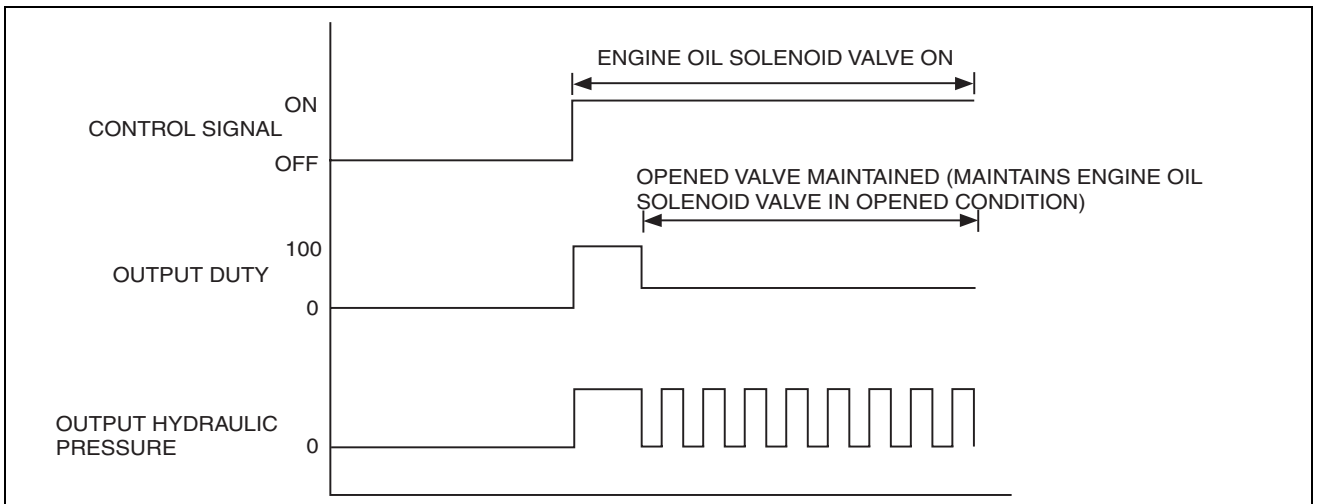 ENGINE OIL SOLENOID VALVE ON
ON
CONTROL SIGNAL
OFF
OPENED VALVE MAINTAINED (MAINTAINS ENGINE OIL
SOLENOID VALVE IN OPENED CONDITION)
100
OUTPUT DUTY
0
OUTPUT HYDRAULIC
PRESSURE
0